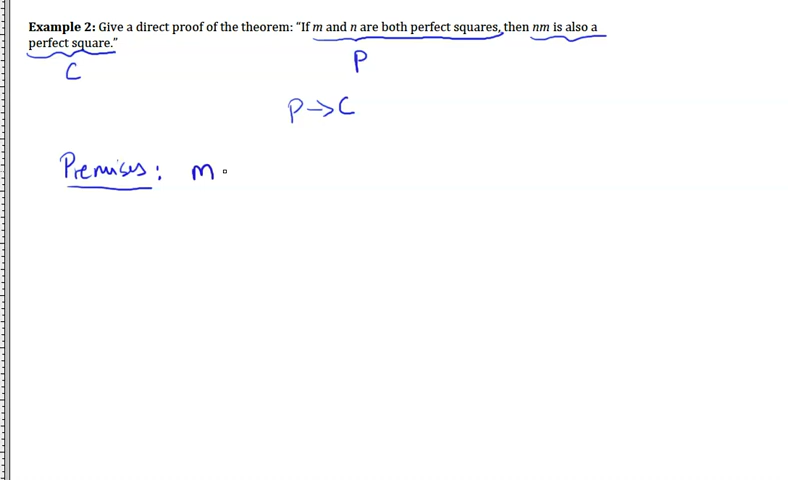 Example 2: Give a direct proof of the theorem: "If m and n are both perfect squares, then nm is also a
perfect square."
C
P
P→C
Premises: m